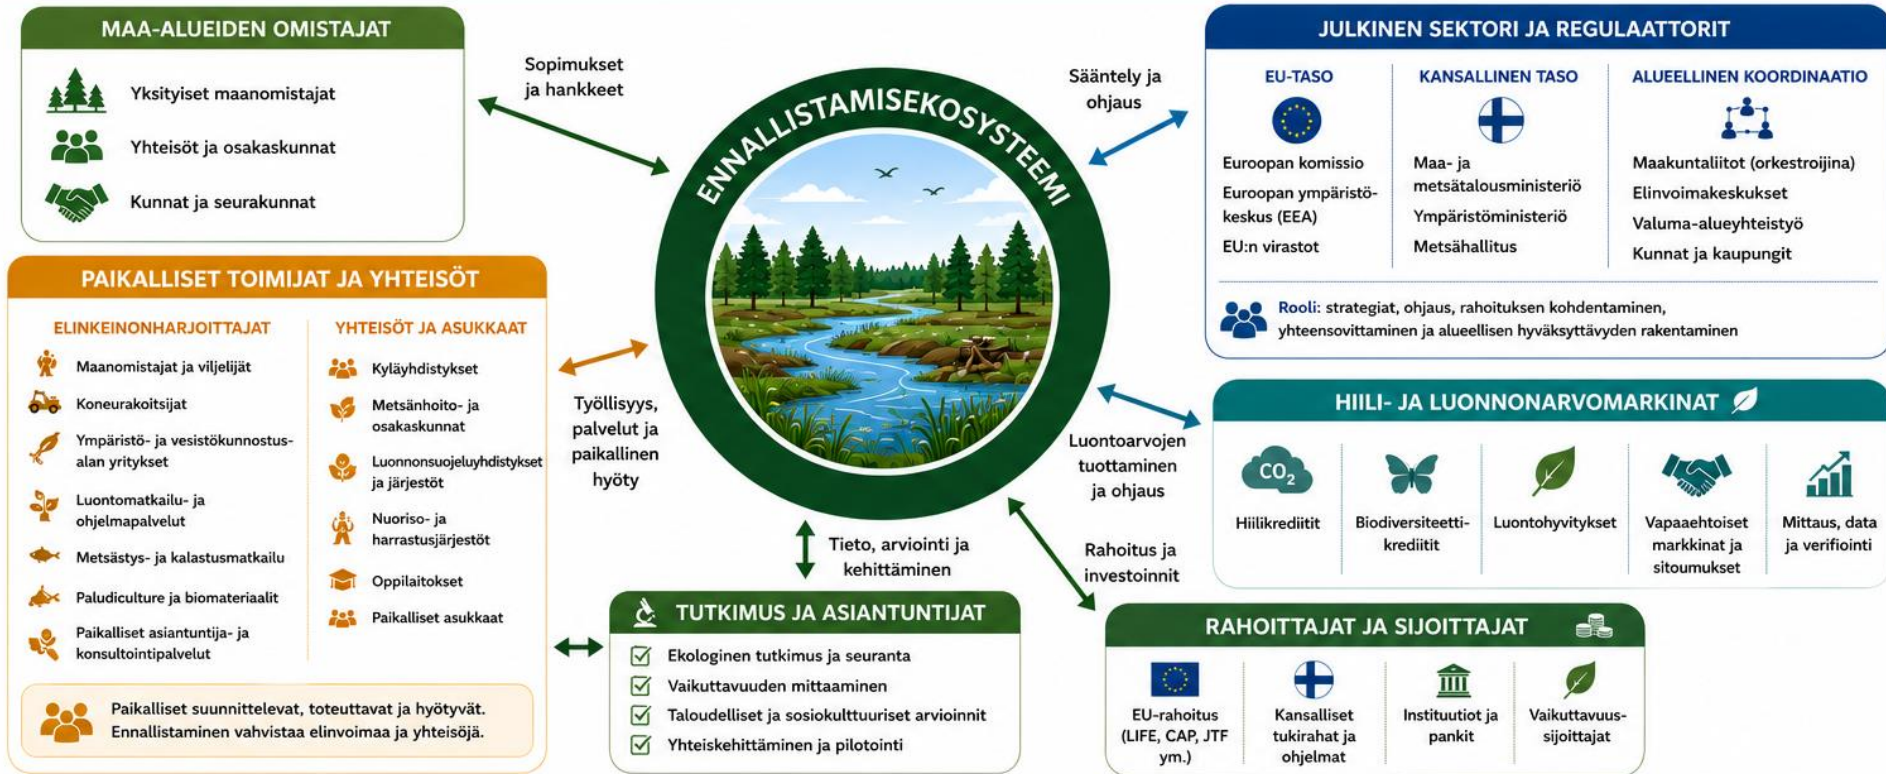 MAA-ALUEIDEN OMISTAJAT
Yksityiset maanomistajat
Yhteisöt ja osakaskunnat
Kunnat ja seurakunnat
Sopimukset
ja hankkeet
ENNALLISTAMISEKOSYSTEEMI
Sääntely ja
ohjaus
JULKINEN SEKTORI JA REGULAATTORIT
EU-TASO
Euroopan komissio
Euroopan ympäristö-
keskus (EEA)
EU:n virastot
KANSALLINEN TASO
Maa- ja
metsätalousministeriö
Ympäristöministeriö
Metsähallitus
ALUEELLINEN KOORDINAATIO
Maakuntaliitot (orkestroijina)
Elinvoimakeskukset
Valuma-alueyhteistyö
Kunnat ja kaupungit
Rooli: strategiat, ohjaus, rahoituksen kohdentaminen,
yhteensovittaminen ja alueellisen hyväksyttävyden rakentaminen
PAIKALLISET TOIMIJAT JA YHTEISÖT
ELINKEINONHARJOITTAJAT
Maanomistajat ja viljelijät
Koneurakoitsijat
Ympäristö- ja vesistökunnostus-
alan yritykset
Luontomatkailu- ja
ohjelmapalvelut
Metsästys- ja kalastusmatkailu
Paludiculture ja biomateriaalit
Paikalliset asiantuntija- ja
konsultointipalvelut
YHTEISÖT JA ASUKKAAT
Kyläyhdistykset
Metsänhoito- ja
osakaskunnat
Luonnonsuojeluyhdistykset
ja järjestöt
Nuoriso- ja
harrastusjärjestöt
Oppilaitokset
Paikalliset asukkaat
Paikalliset suunnittelevat, toteuttavat ja hyötyvät.
Ennallistaminen vahvistaa elinvoimaa ja yhteisöjä.
Työllisyys,
palvelut ja
paikallinen
hyöty
Tieto, arviointi ja
kehittäminen
TUTKIMUS JA ASIANTUNTIJAT
Ekologinen tutkimus ja seuranta
Vaikuttavuuden mittaaminen
Taloudelliset ja sosiokulttuuriset arvioinnit
Yhteiskehittäminen ja pilotointi
Luontoarvojen
tuottaminen
ja ohjaus
HIILI- JA LUONNONARVOMARKINAT
CO2
Hiilikrediitit
Biodiversiteetti-
krediitit
Luontohyvitykset
Vapaaehtoiset
markkinat ja
sitoumukset
Mittaus, data
ja verifiointi
Rahoitus ja
investoinnit
RAHOITTAJAT JA SIJOITTAJAT
EU-rahoitus
(LIFE, CAP, JTF
ym.)
Kansalliset
tukirahat ja
ohjelmat
Instituutiot ja
pankit
Vaikuttavuus-
sijoittajat